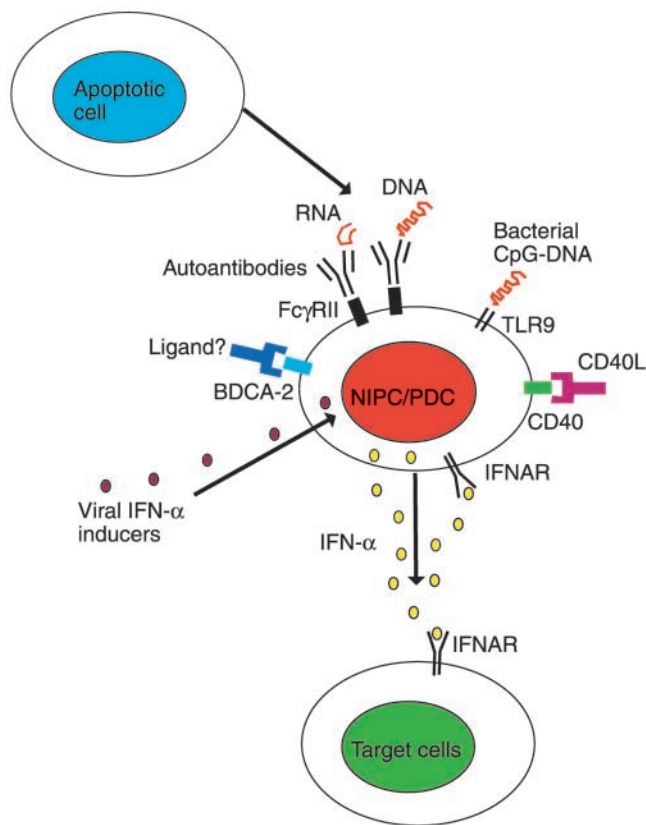 Apoptotic
cell
DNA
RNA
Bacterial
CpG-DNA
Autoantibodies
FcγRII
TLR9
Ligand?
CD40L
BDCA-2
NIPC/PDC
CD40
IFNAR
Viral IFN-α
inducers
IFN-α
IFNAR
Target cells